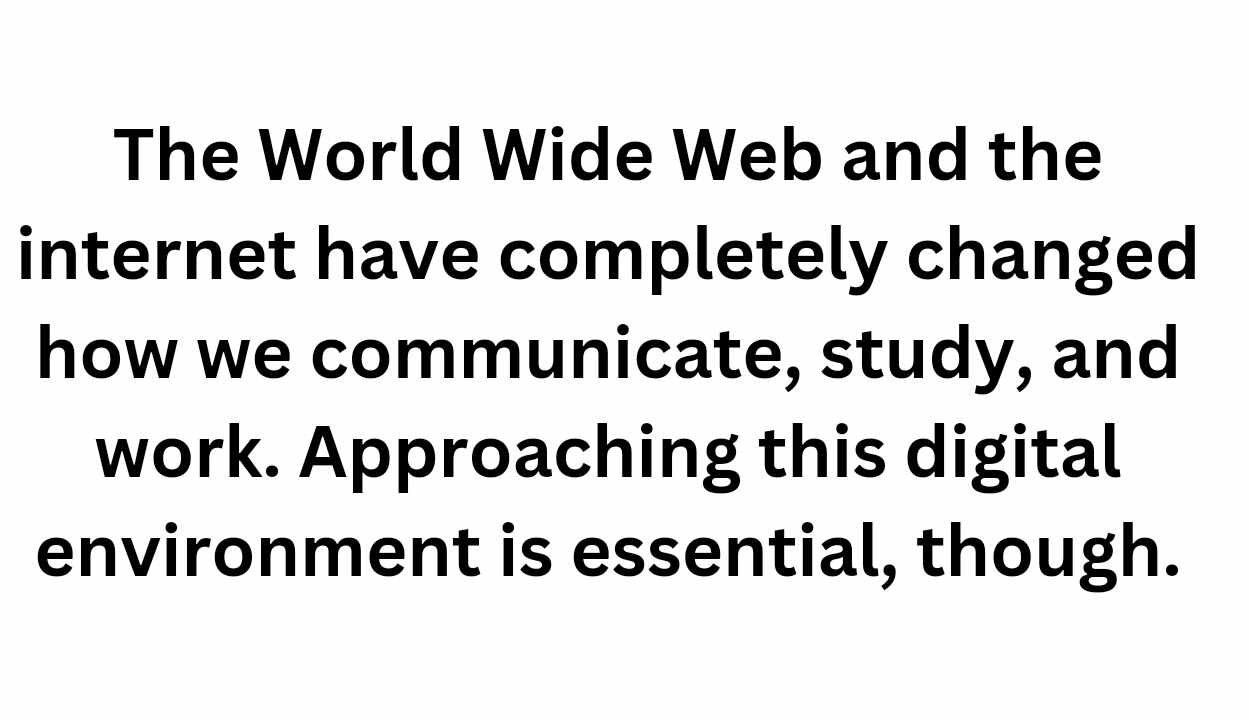 The World Wide Web and the
internet have completely changed
how we communicate, study, and
work. Approaching this digital
environment is essential, though.